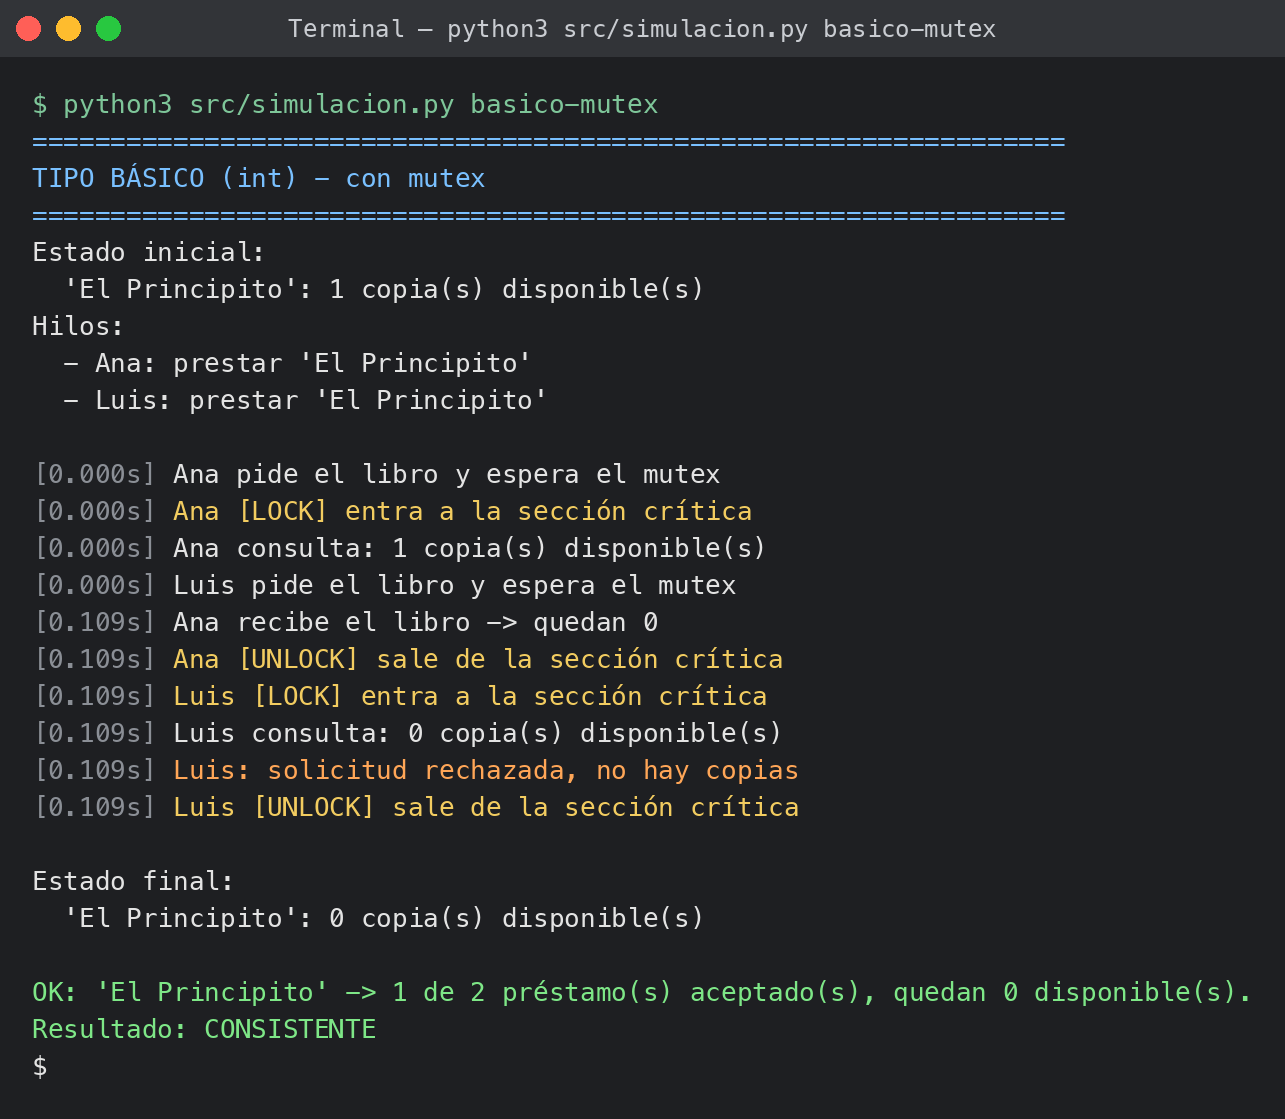 Terminal — python3 src/simulacion.py basico-mutex
$ python3 src/simulacion.py basico-mutex
==================================================================
TIPO BÁSICO (int) - con mutex
==================================================================
Estado inicial:
  'El Principito': 1 copia(s) disponible(s)
Hilos:
  - Ana: prestar 'El Principito'
  - Luis: prestar 'El Principito'

[0.000s] Ana pide el libro y espera el mutex
[0.000s] Ana [LOCK] entra a la sección crítica
[0.000s] Ana consulta: 1 copia(s) disponible(s)
[0.000s] Luis pide el libro y espera el mutex
[0.109s] Ana recibe el libro -> quedan 0
[0.109s] Ana [UNLOCK] sale de la sección crítica
[0.109s] Luis [LOCK] entra a la sección crítica
[0.109s] Luis consulta: 0 copia(s) disponible(s)
[0.109s] Luis: solicitud rechazada, no hay copias
[0.109s] Luis [UNLOCK] sale de la sección crítica

Estado final:
  'El Principito': 0 copia(s) disponible(s)

OK: 'El Principito' -> 1 de 2 préstamo(s) aceptado(s), quedan 0 disponible(s).
Resultado: CONSISTENTE
$